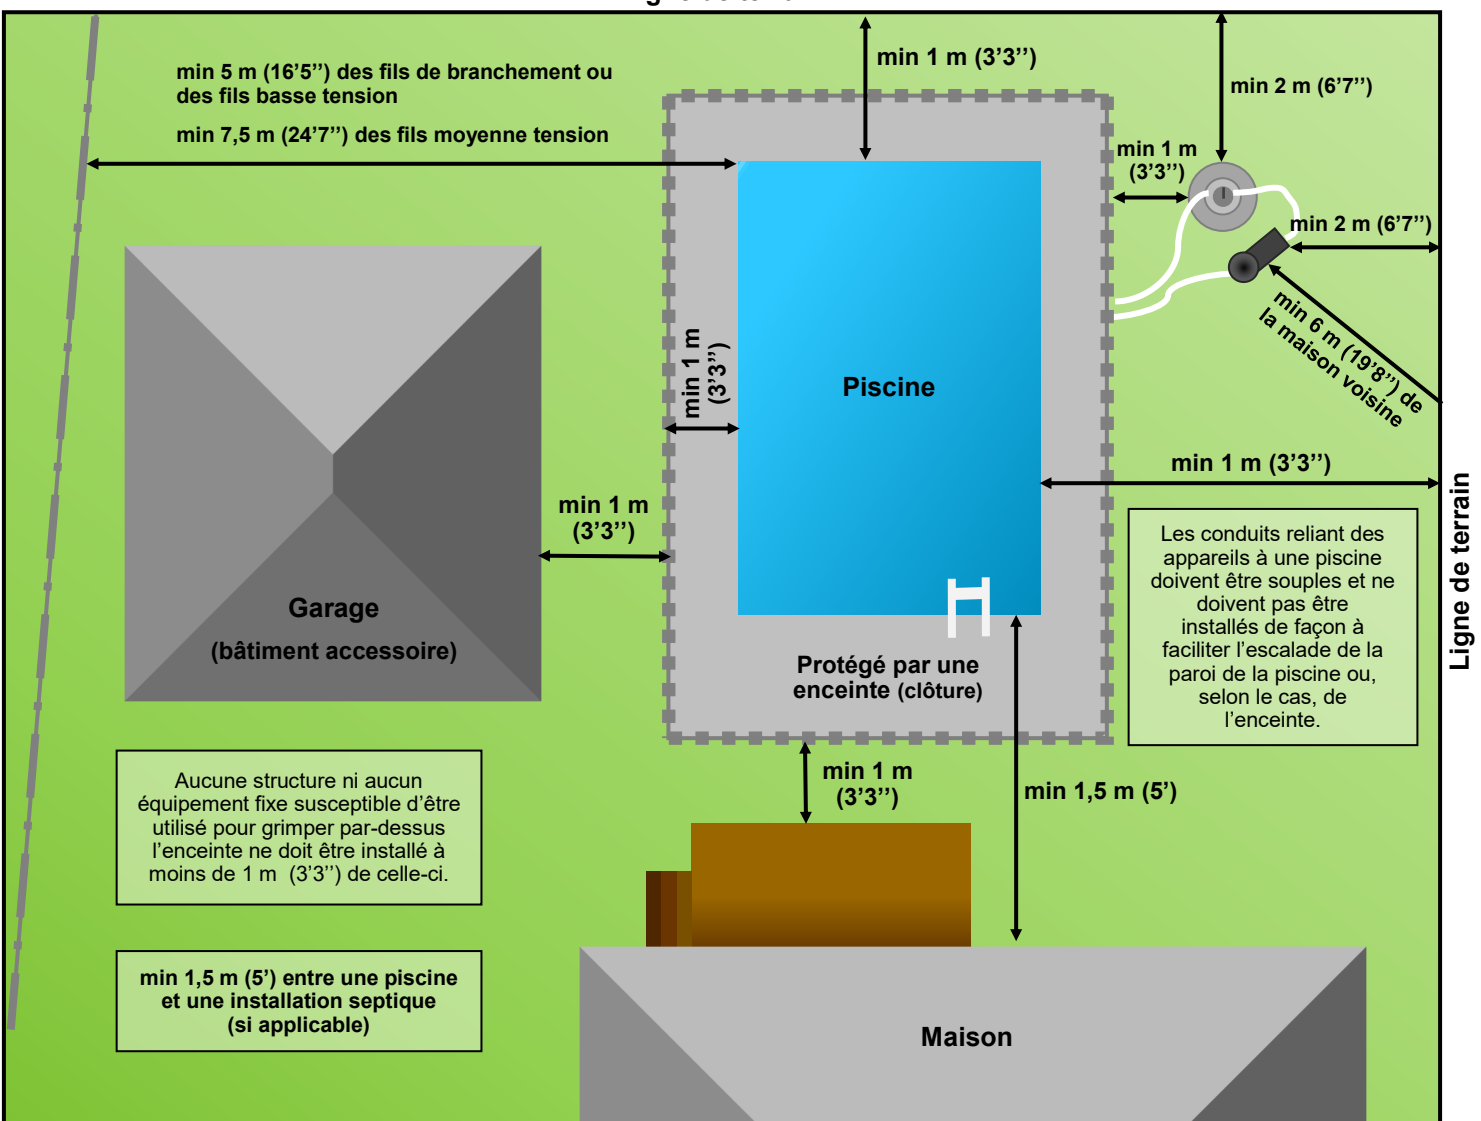 min 5 m (16’5’’) des fils de branchement ou
des fils basse tension
min 7,5 m (24’7’’) des fils moyenne tension
min 1 m (3’3’’)
min 2 m (6’7’’)
min 1 m
(3’3’’)
min 2 m (6’7’’)
min 6 m (19’8’’) de
la maison voisine
min 1 m
(3’3’’)
Piscine
min 1 m (3’3’’)
min 1 m
(3’3’’)
Ligne de terrain
Les conduits reliant des
appareils à une piscine
doivent être souples et ne
doivent pas être
installés de façon à
faciliter l’escalade de la
paroi de la piscine ou,
selon le cas, de
l’enceinte.
Garage
(bâtiment accessoire)
Protégé par une
enceinte (clôture)
min 1 m
(3’3’’)
min 1,5 m (5’)
Aucune structure ni aucun
équipement fixe susceptible d’être
utilisé pour grimper par-dessus
l’enceinte ne doit être installé à
moins de 1 m (3’3’’) de celle-ci.
min 1,5 m (5’) entre une piscine
et une installation septique
(si applicable)
Maison